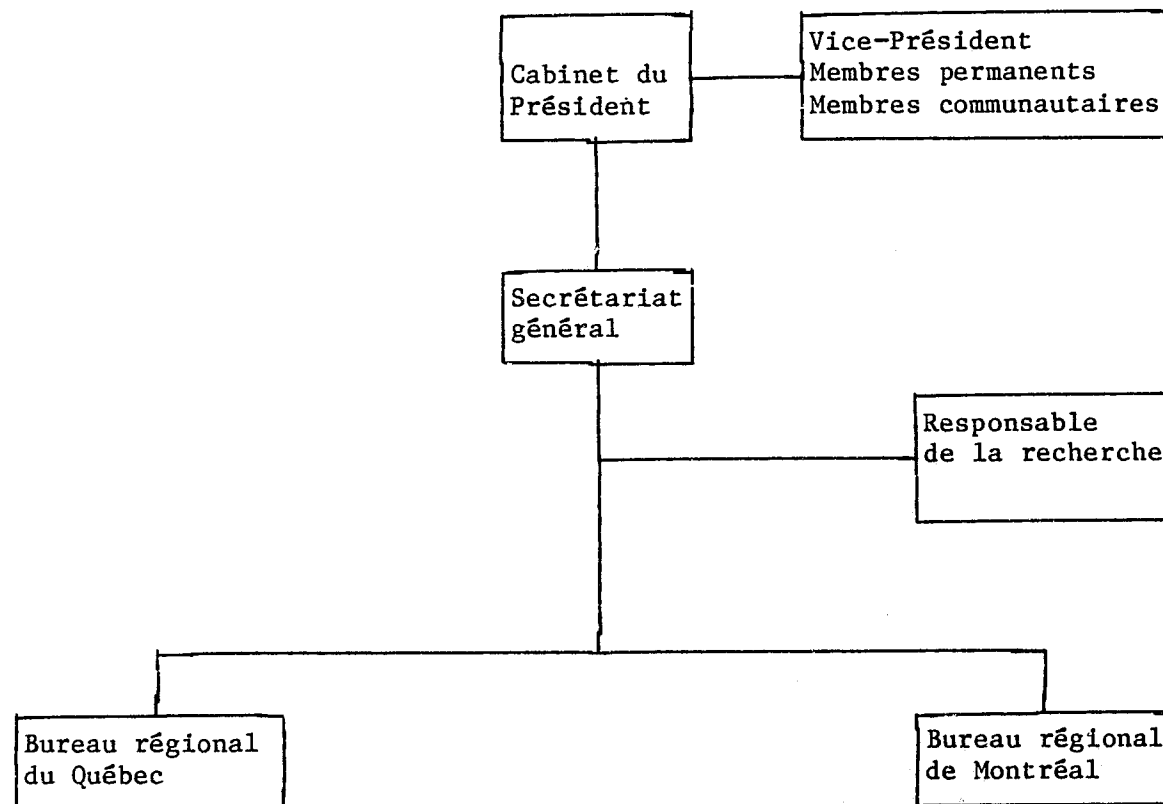 Cabinet du
Président
Vice-Président
Membres permanents
Membres communautaires
Secrétariat
général
Responsable
de la recherche
Bureau régional
du Québec
Bureau régional
de Montréal